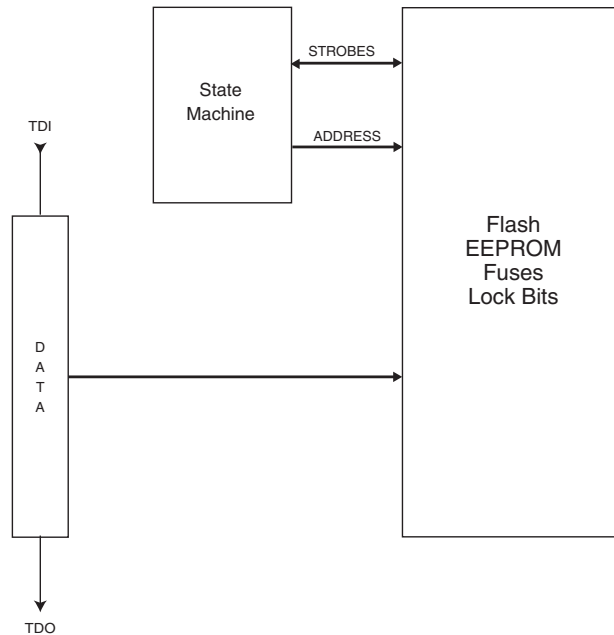 STROBES
State
Machine
ADDRESS
TDI
Flash
EEPROM
Fuses
Lock Bits
D
A
T
A
TDO